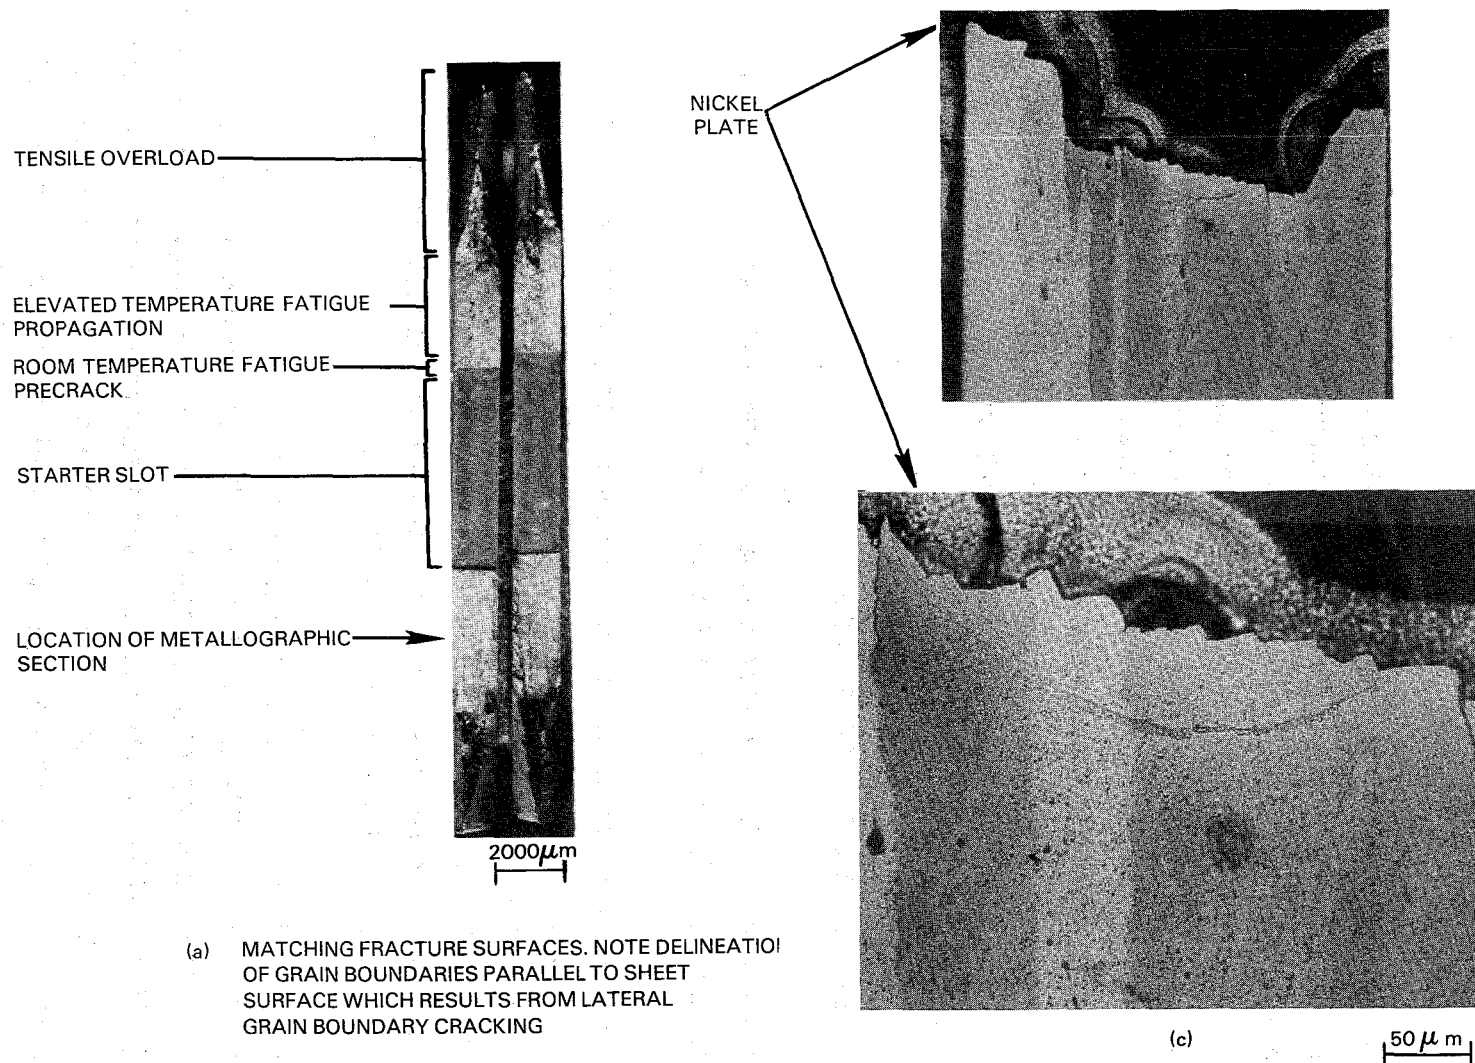 TENSILE OVERLOAD
ELEVATED TEMPERATURE FATIGUE
PROPAGATION
ROOM TEMPERATURE FATIGUE
PRECRACK
STARTER SLOT
LOCATION OF METALLOGRAPHIC
SECTION
2000μm
(a) MATCHING FRACTURE SURFACES. NOTE DELINEATIOI
OF GRAIN BOUNDARIES PARALLEL TO SHEET
SURFACE WHICH RESULTS FROM LATERAL
GRAIN BOUNDARY CRACKING
NICKEL
PLATE
(c)
50 μ m